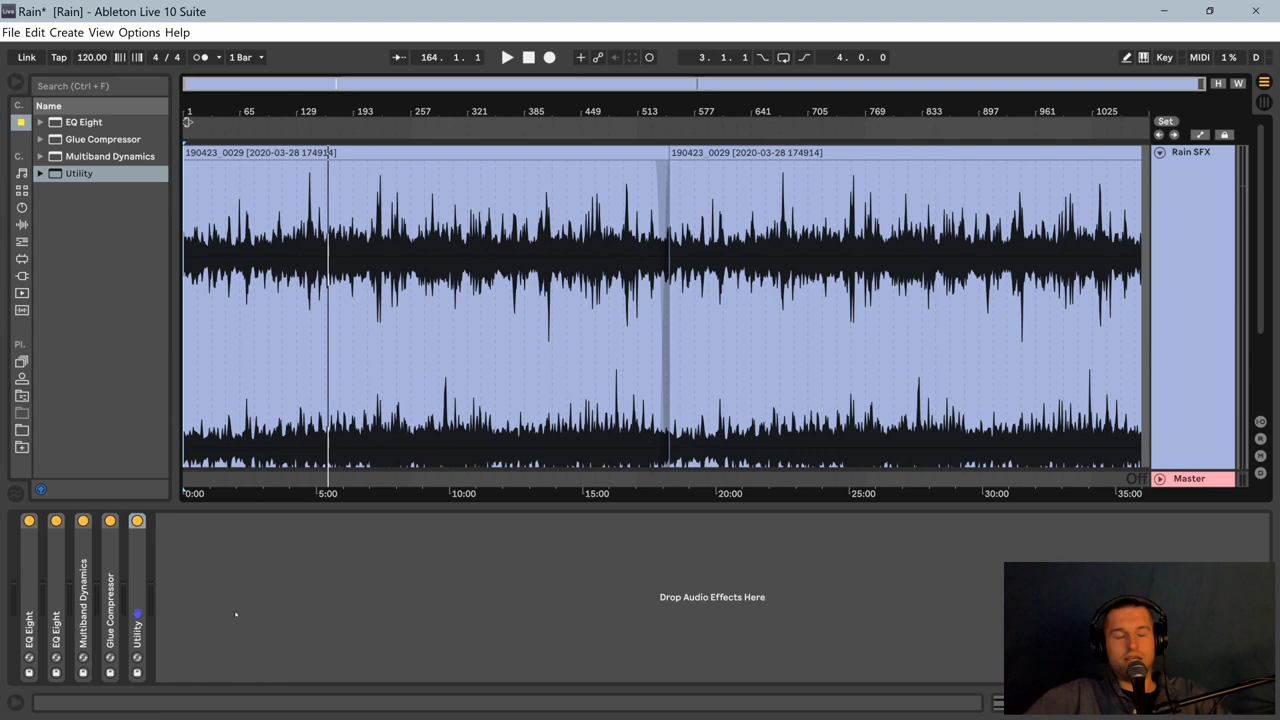 Live
Rain* [Rain] - Ableton Live 10 Suite
File Edit Create View Options Help
Link Tap 120.00 4 / 4 1 Bar 164. 1. 1 3. 1. 1 4. 0. 0 Key MIDI 1 % D
Search (Ctrl + F)
H W
C. Name
1 65 129 193 257 321 385 449 513 577 641 705 769 833 897 961 1025
EQ Eight
Set
Glue Compressor
190423_0029 [2020-03-28 174914] 190423_0029 [2020-03-28 174914] Rain SFX
C. Multiband Dynamics
Utility
Pl.
Off Master
0:00 5:00 10:00 15:00 20:00 25:00 30:00 35:00
EQ Eight
EQ Eight
Multiband Dynamics
Glue Compressor
Utility
Drop Audio Effects Here